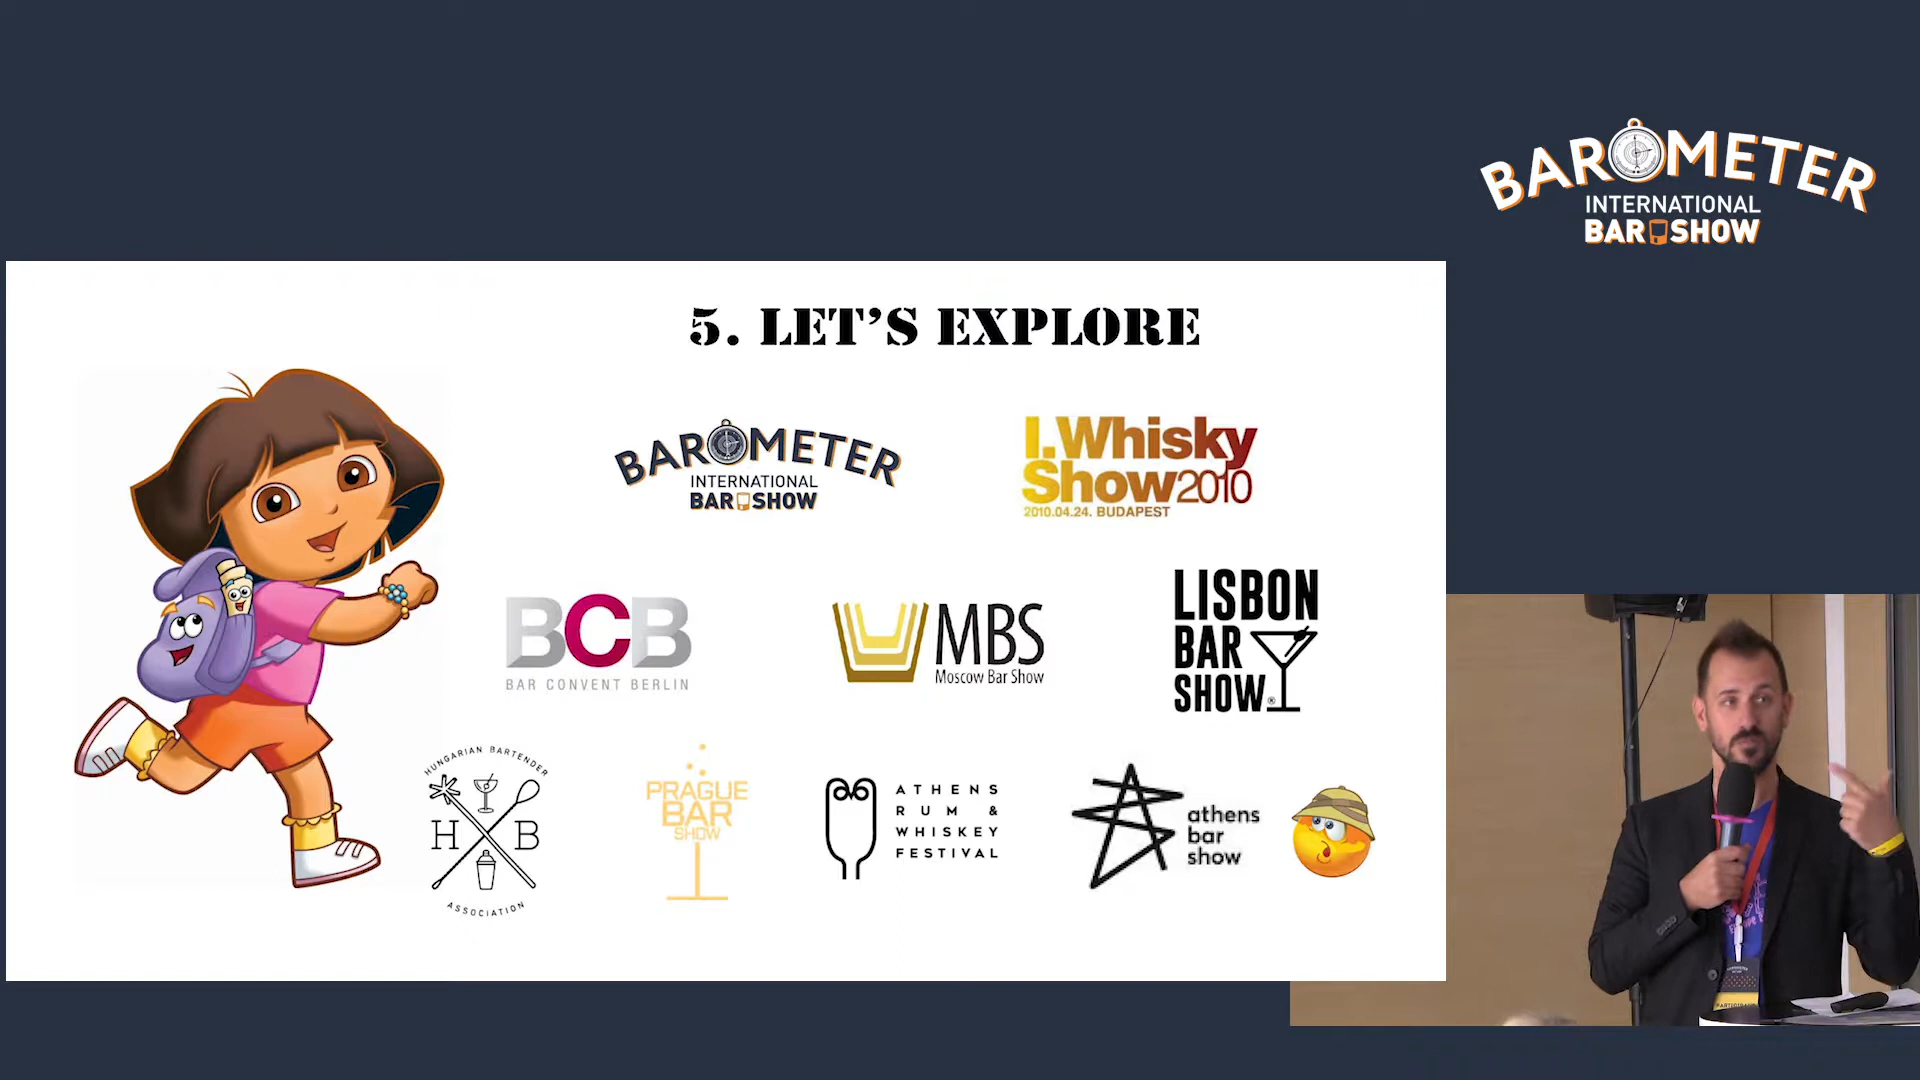 BAROMETER
INTERNATIONAL
BAR SHOW
5. LET'S EXPLORE
BAROMETER
INTERNATIONAL
BAR SHOW
I.Whisky
Show 2010
2010.04.24. BUDAPEST
BCB
BAR CONVENT BERLIN
MBS
Moscow Bar Show
LISBON
BAR
SHOW®
HUNGARIAN BARTENDER
H B
ASSOCIATION
PRAGUE
BAR
SHOW
ATHENS
RUM &
WHISKEY
FESTIVAL
athens
bar
show